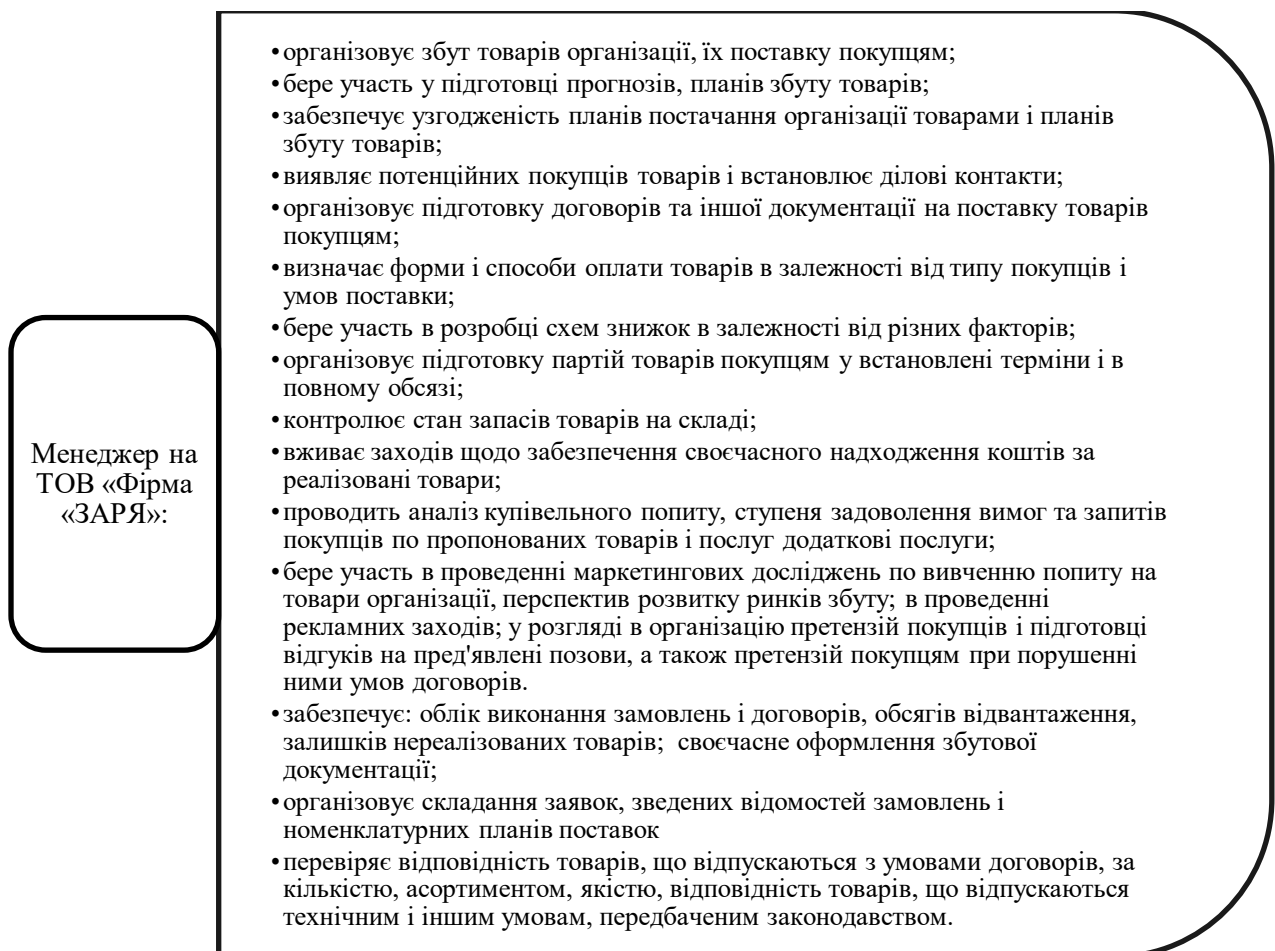 Менеджер на
ТОВ «Фірма
«ЗАРЯ»:
•організовує збут товарів організації, їх поставку покупцям;
•бере участь у підготовці прогнозів, планів збуту товарів;
•забезпечує узгодженість планів постачання організації товарами і планів
збуту товарів;
•виявляє потенційних покупців товарів і встановлює ділові контакти;
•організовує підготовку договорів та іншої документації на поставку товарів
покупцям;
•визначає форми і способи оплати товарів в залежності від типу покупців і
умов поставки;
•бере участь в розробці схем знижок в залежності від різних факторів;
•організовує підготовку партій товарів покупцям у встановлені терміни і в
повному обсязі;
•контролює стан запасів товарів на складі;
•вживає заходів щодо забезпечення своєчасного надходження коштів за
реалізовані товари;
•проводить аналіз купівельного попиту, ступеня задоволення вимог та запитів
покупців по пропонованих товарів і послуг додаткові послуги;
•бере участь в проведенні маркетингових досліджень по вивченню попиту на
товари організації, перспектив розвитку ринків збуту; в проведенні
рекламних заходів; у розгляді в організацію претензій покупців і підготовці
відгуків на пред'явлені позови, а також претензій покупцям при порушенні
ними умов договорів.
•забезпечує: облік виконання замовлень і договорів, обсягів відвантаження,
залишків нереалізованих товарів; своєчасне оформлення збутової
документації;
•організовує складання заявок, зведених відомостей замовлень і
номенклатурних планів поставок
•перевіряє відповідність товарів, що відпускаються з умовами договорів, за
кількістю, асортиментом, якістю, відповідність товарів, що відпускаються
технічним і іншим умовам, передбаченим законодавством.